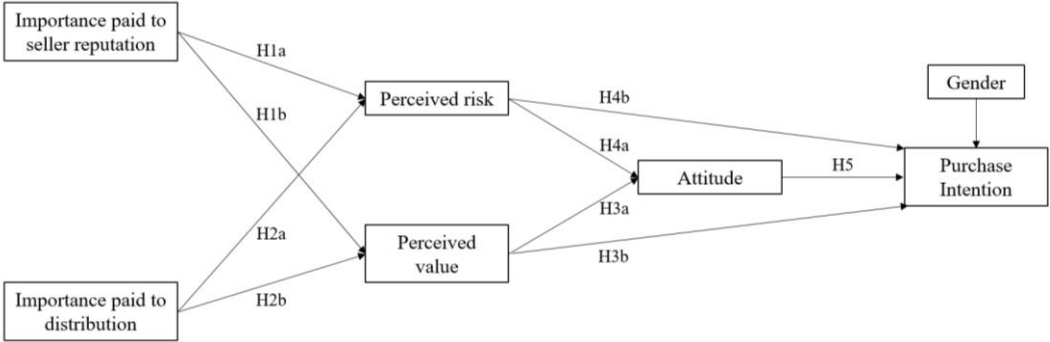 Importance paid to
seller reputation
H1a
H1b
Perceived risk
H4b
Gender
H4a
Attitude
H5
Purchase
Intention
H3a
H2a
Perceived
value
H3b
Importance paid to
distribution
H2b